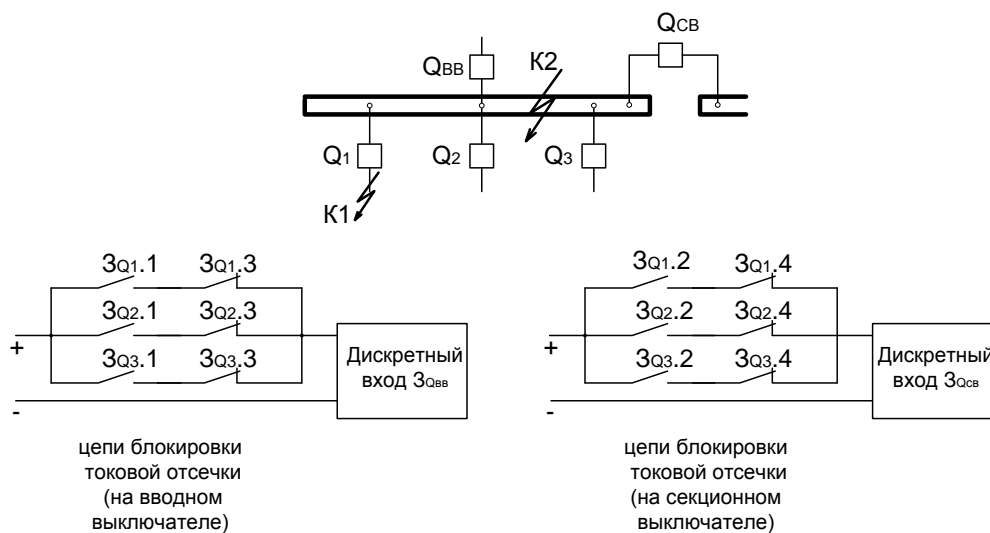 QСВ
QВВ
К2
Q1
Q2
Q3
К1
ЗQ1.1 ЗQ1.3
ЗQ2.1 ЗQ2.3
ЗQ3.1 ЗQ3.3
+
-
Дискретный
вход ЗQвв
цепи блокировки
токовой отсечки
(на вводном
выключателе)
ЗQ1.2 ЗQ1.4
ЗQ2.2 ЗQ2.4
ЗQ3.2 ЗQ3.4
+
-
Дискретный
вход ЗQсв
цепи блокировки
токовой отсечки
(на секционном
выключателе)